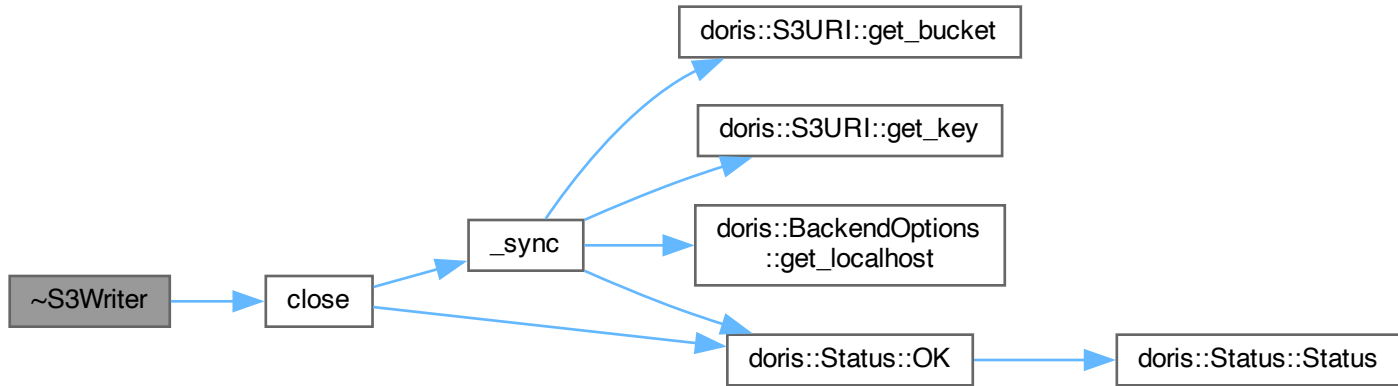 doris::S3URI::get_bucket
doris::S3URI::get_key
_sync
doris::BackendOptions
::get_localhost
~S3Writer
close
doris::Status::OK
doris::Status::Status